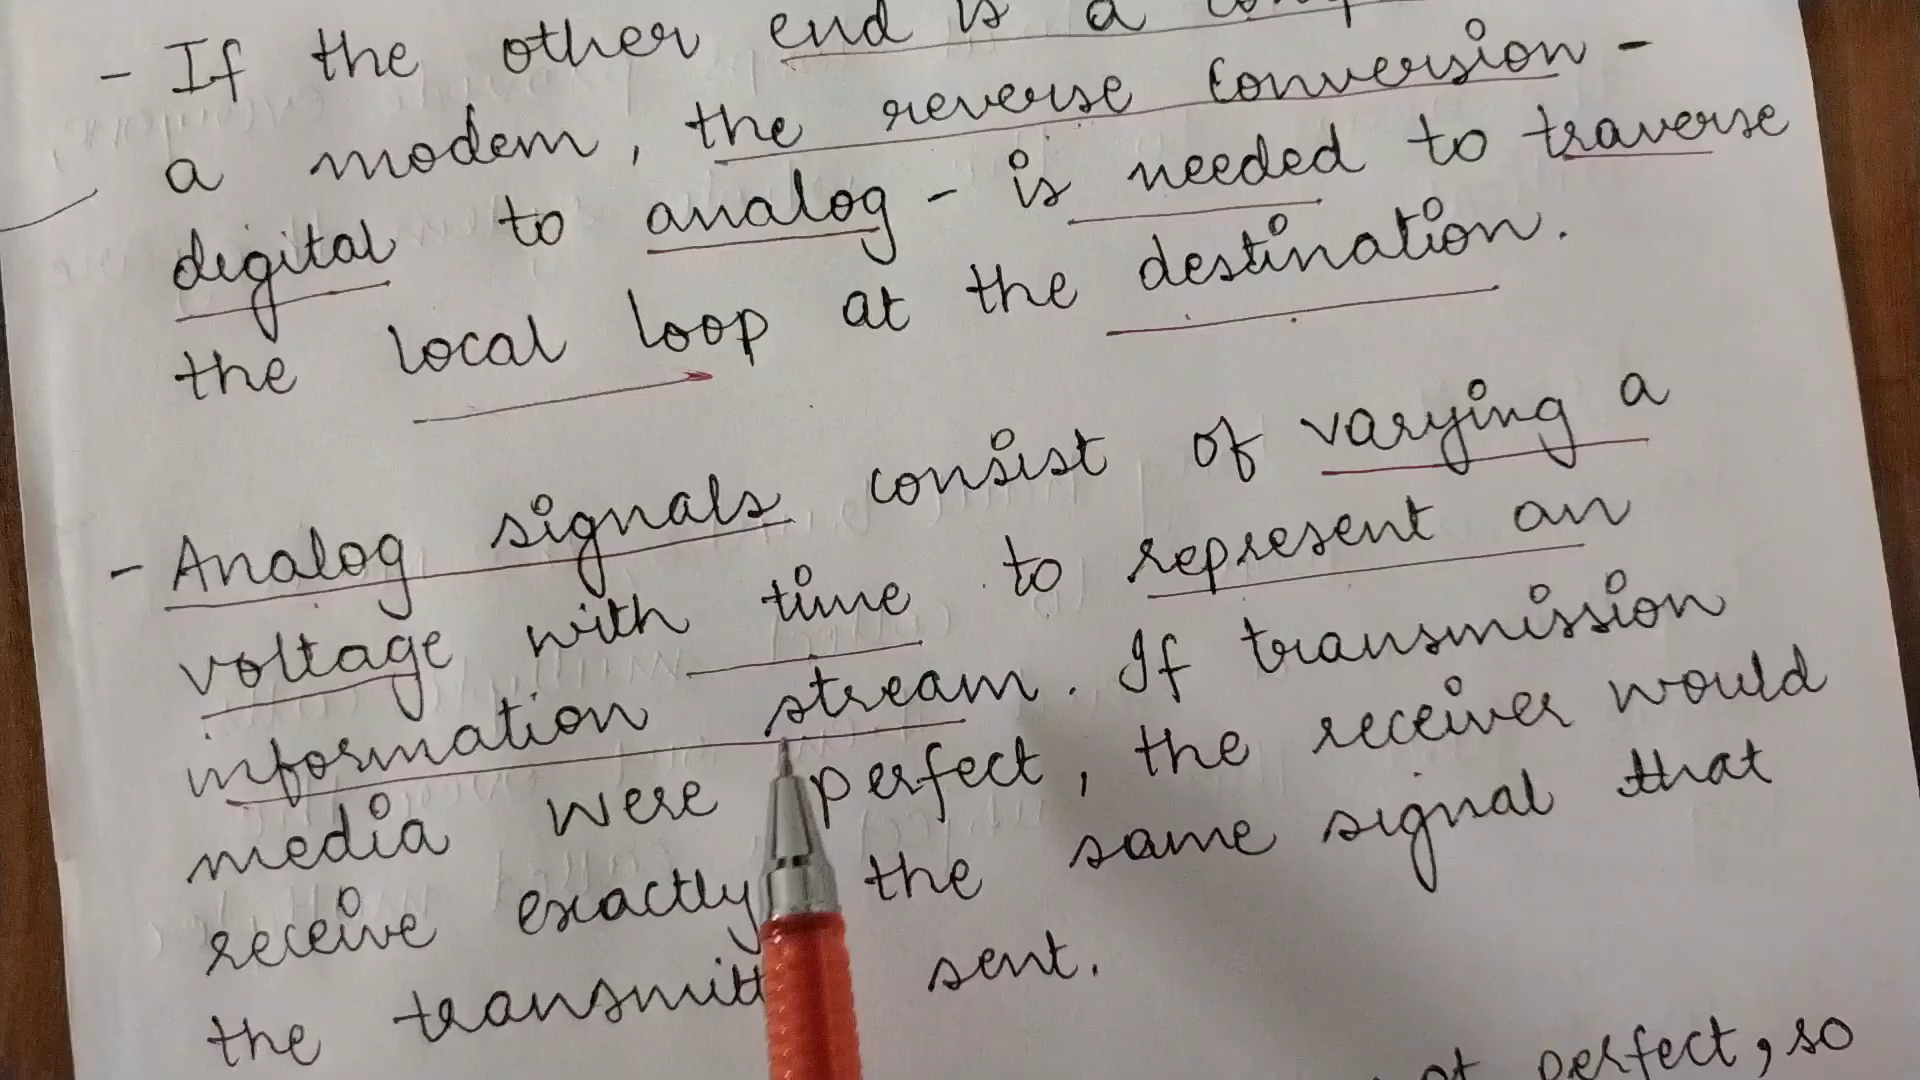 - If the other end is a
a modem, the reverse conversion -
digital to analog - is needed to traverse
the local loop at the destination.
- Analog signals consist of varying a
voltage with time to represent an
information stream. If transmission
media were perfect, the receiver would
receive exactly the same signal that
the transmitt sent.
perfect, so